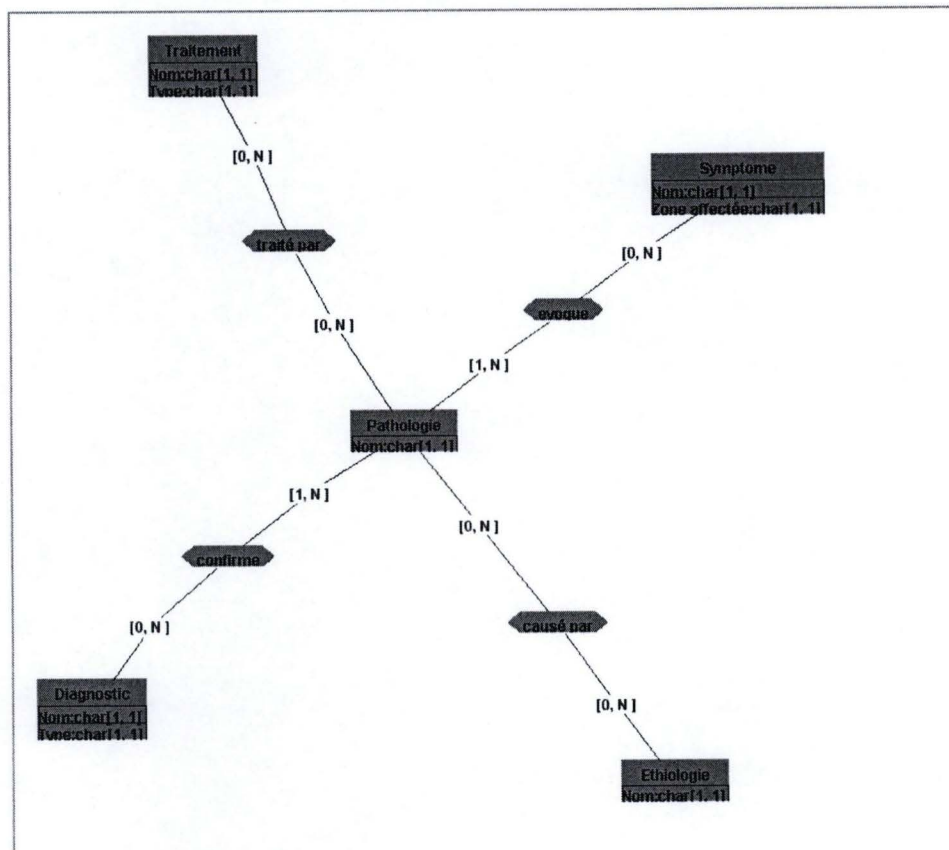 Traitement
Nom:char[1, 1]
Type:char[1, 1]
[0, N ]
Symptome
Nom:char[1, 1]
Zone affectée:char[1, 1]
traité par
[0, N ]
evoque
[0, N ]
[1, N ]
Pathologie
Nom:char[1, 1]
[1, N ]
[0, N ]
confirme
causé par
[0, N ]
Diagnostic
Nom:char[1, 1]
Type:char[1, 1]
[0, N ]
Ethiologie
Nom:char[1, 1]